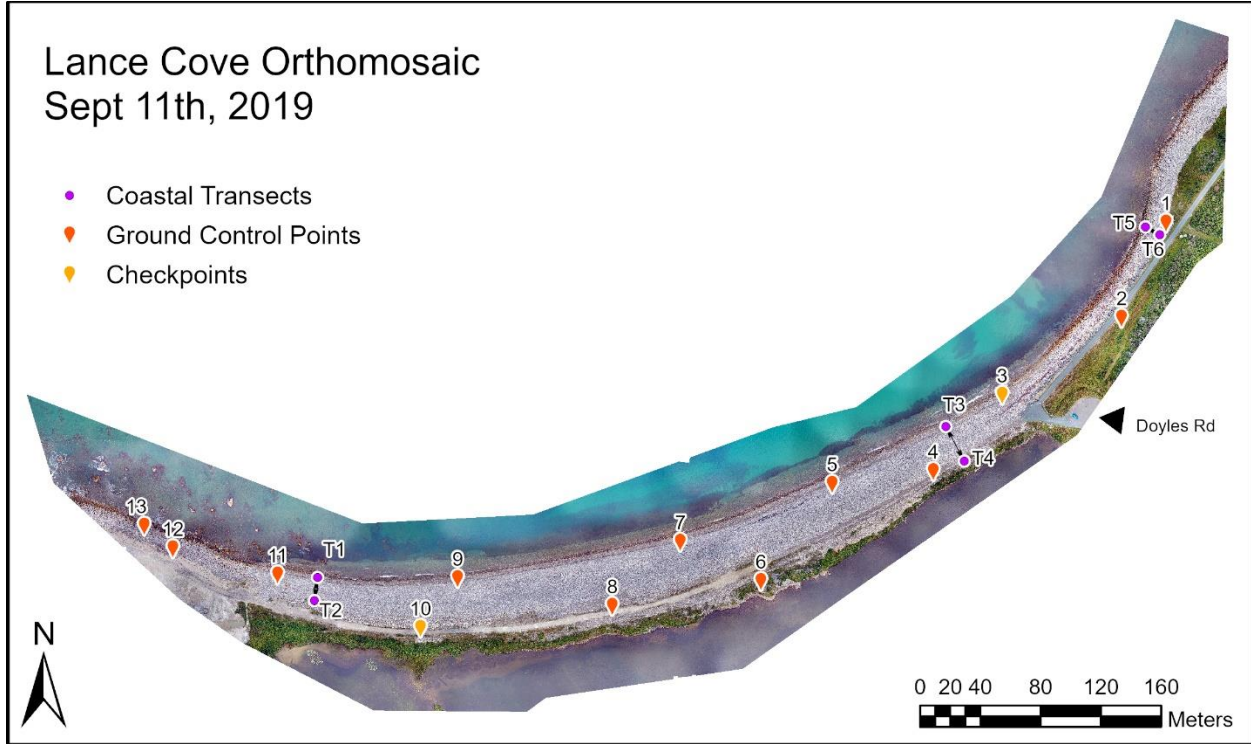 Lance Cove Orthomosaic
Sept 11th, 2019
Coastal Transects
Ground Control Points
Checkpoints
1
T5
T6
2
3
T3
Doyles Rd
4
T4
5
7
6
13
12
11
T1
9
8
T2
10
N
0 20 40 80 120 160
Meters